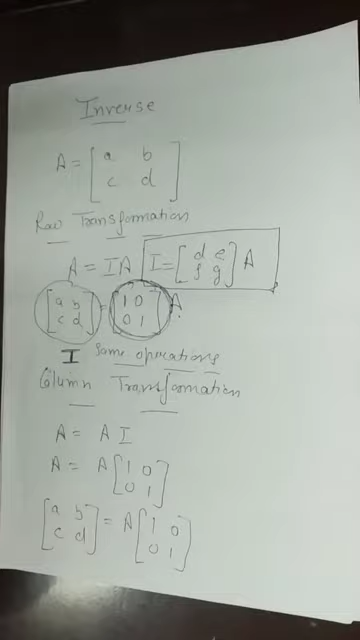 Inverse
A = [a b
c d]
Row Transformation
A = IA I = [d e
f g] A
[a b
c d] = [1 0
0 1] A
I Same operations
Column Transformation
A = A I
A = A [1 0
0 1]
[a b
c d] = A [1 0
0 1]